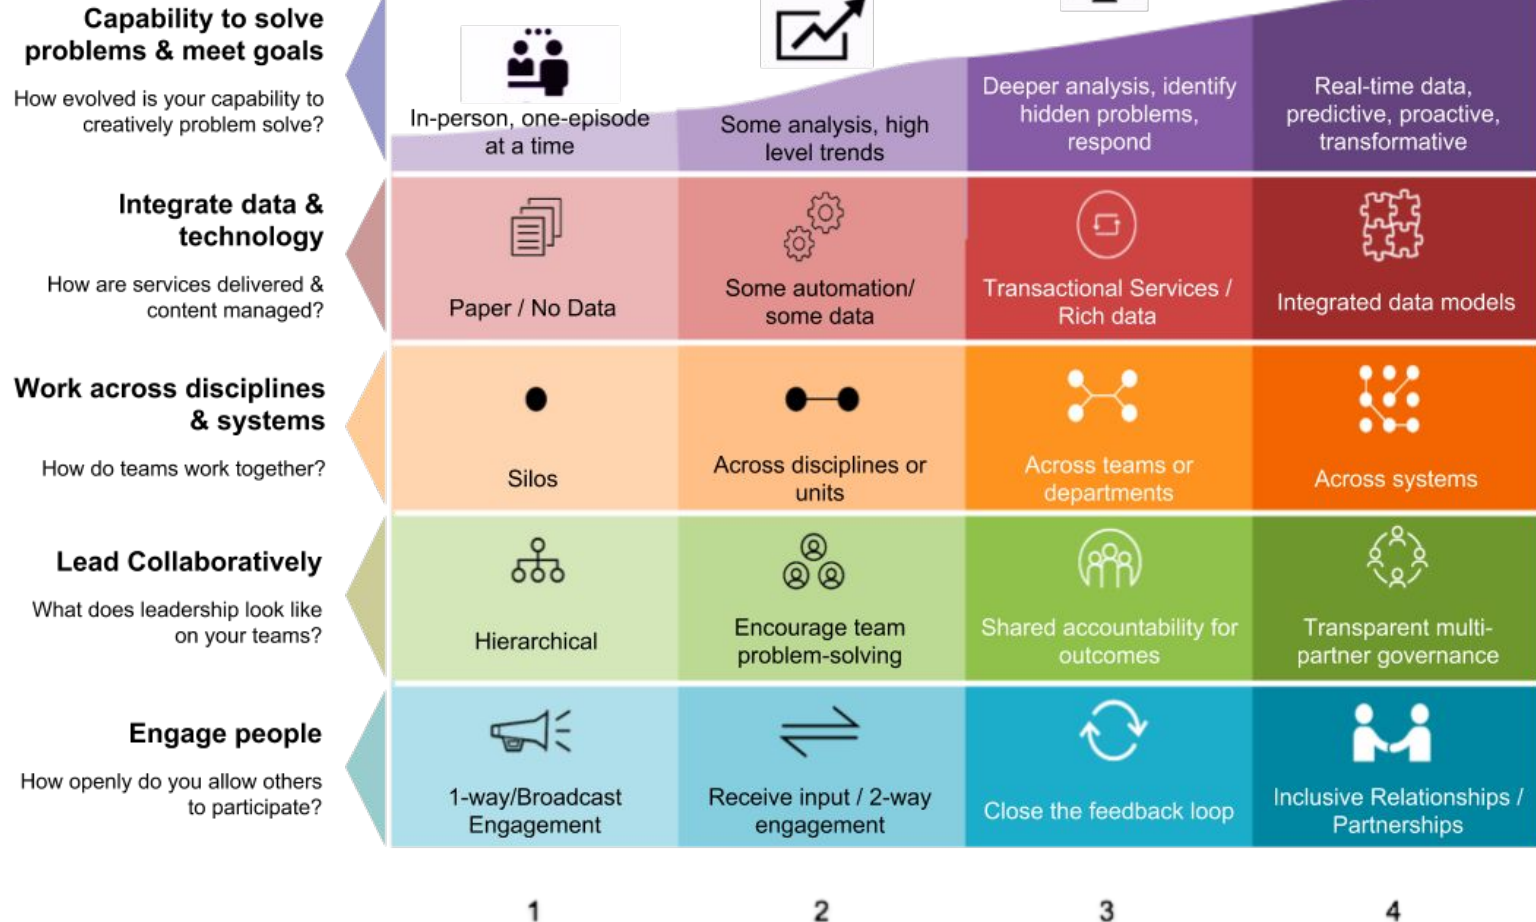 Capability to solve
problems & meet goals
How evolved is your capability to
creatively problem solve?
In-person, one-episode
at a time
Some analysis, high
level trends
Deeper analysis, identify
hidden problems,
respond
Real-time data,
predictive, proactive,
transformative
Integrate data &
technology
How are services delivered &
content managed?
Paper / No Data
Some automation/
some data
Transactional Services /
Rich data
Integrated data models
Work across disciplines
& systems
How do teams work together?
Silos
Across disciplines or
units
Across teams or
departments
Across systems
Lead Collaboratively
What does leadership look like
on your teams?
Hierarchical
Encourage team
problem-solving
Shared accountability for
outcomes
Transparent multi-
partner governance
Engage people
How openly do you allow others
to participate?
1-way/Broadcast
Engagement
Receive input / 2-way
engagement
Close the feedback loop
Inclusive Relationships /
Partnerships
1
2
3
4